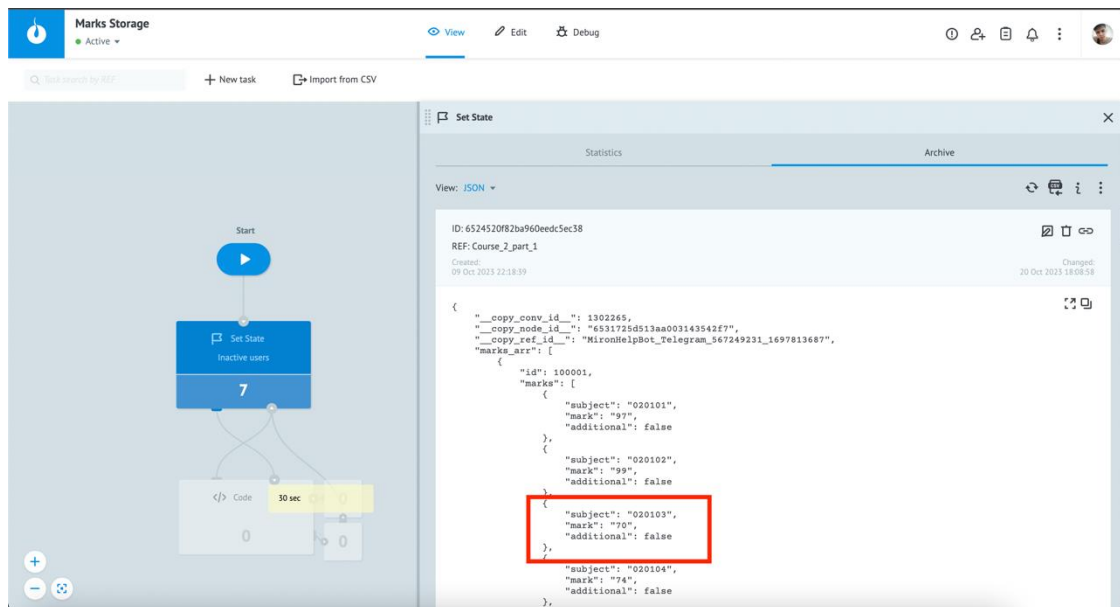 Marks Storage
Active
View
Edit
Debug
Task search by REF
New task
Import from CSV
Start
Set State
Inactive users
7
</> Code
30 sec
0
0
0
Set State
Statistics
Archive
View: JSON
ID: 6524520f82ba960eedc5ec38
REF: Course_2_part_1
Created:
09 Oct 2023 22:18:39
Changed:
20 Oct 2023 18:08:58
{
"__copy_conv_id__": 1302265,
"__copy_node_id__": "6531725d513aa003143542f7",
"__copy_ref_id__": "MironHelpBot_Telegram_567249231_1697813687",
"marks_arr": [
{
"id": 100001,
"marks": [
{
"subject": "020101",
"mark": "97",
"additional": false
},
{
"subject": "020102",
"mark": "99",
"additional": false
},
{
"subject": "020103",
"mark": "70",
"additional": false
},
{
"subject": "020104",
"mark": "74",
"additional": false
},